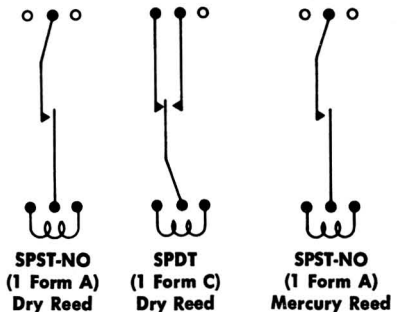 SPST-NO
(1 Form A)
Dry Reed
SPDT
(1 Form C)
Dry Reed
SPST-NO
(1 Form A)
Mercury Reed